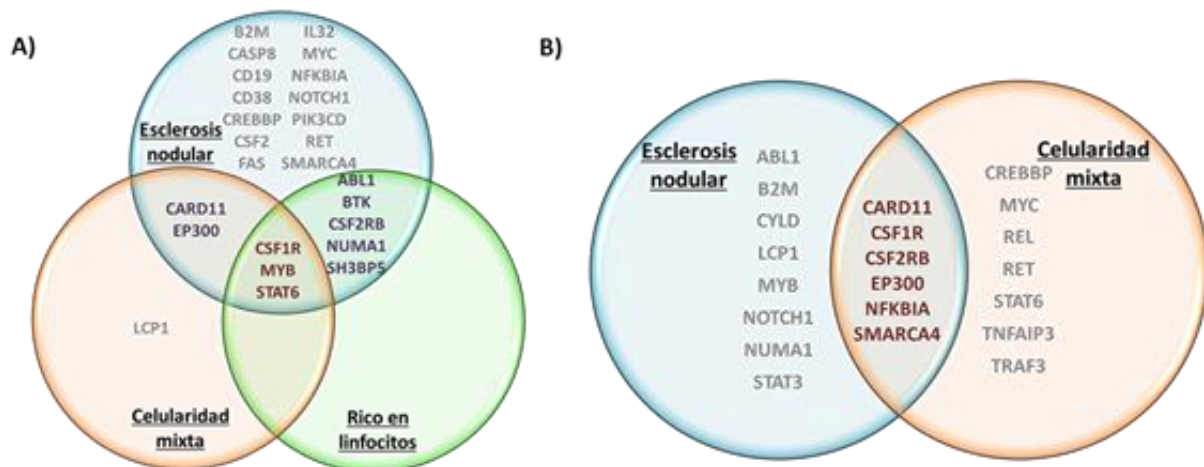 A)
B2M IL32
CASP8 MYC
CD19 NFKBIA
CD38 NOTCH1
CREBBP PIK3CD
CSF2 RET
FAS SMARCA4
Esclerosis
nodular
ABL1
BTK
CSF2RB
NUMA1
SH3BP5
CARD11
EP300
CSF1R
MYB
STAT6
LCP1
Celularidad
mixta
Rico en
linfocitos
B)
Esclerosis
nodular
ABL1
B2M
CYLD
LCP1
MYB
NOTCH1
NUMA1
STAT3
CARD11
CSF1R
CSF2RB
EP300
NFKBIA
SMARCA4
Celularidad
mixta
CREBBP
MYC
REL
RET
STAT6
TNFAIP3
TRAF3